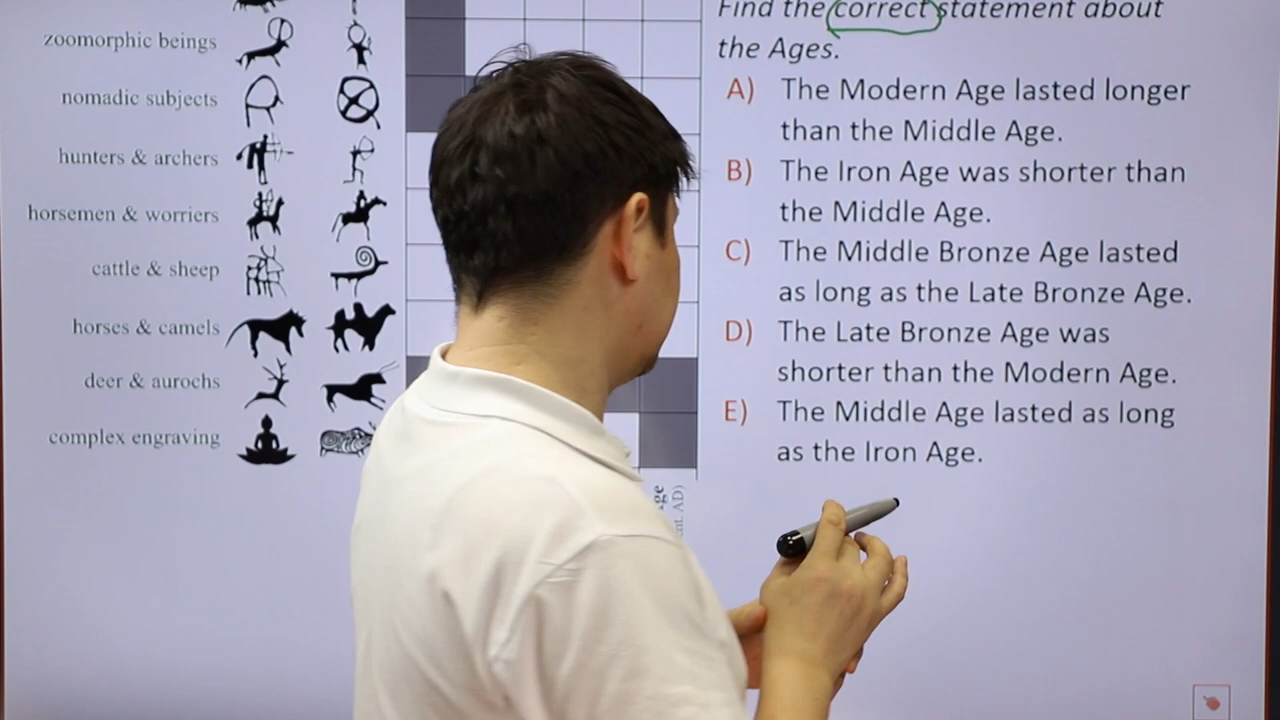 zoomorphic beings
nomadic subjects
hunters & archers
horsemen & worriers
cattle & sheep
horses & camels
deer & aurochs
complex engraving
Find the correct statement about
the Ages.
A) The Modern Age lasted longer
than the Middle Age.
B) The Iron Age was shorter than
the Middle Age.
C) The Middle Bronze Age lasted
as long as the Late Bronze Age.
D) The Late Bronze Age was
shorter than the Modern Age.
E) The Middle Age lasted as long
as the Iron Age.